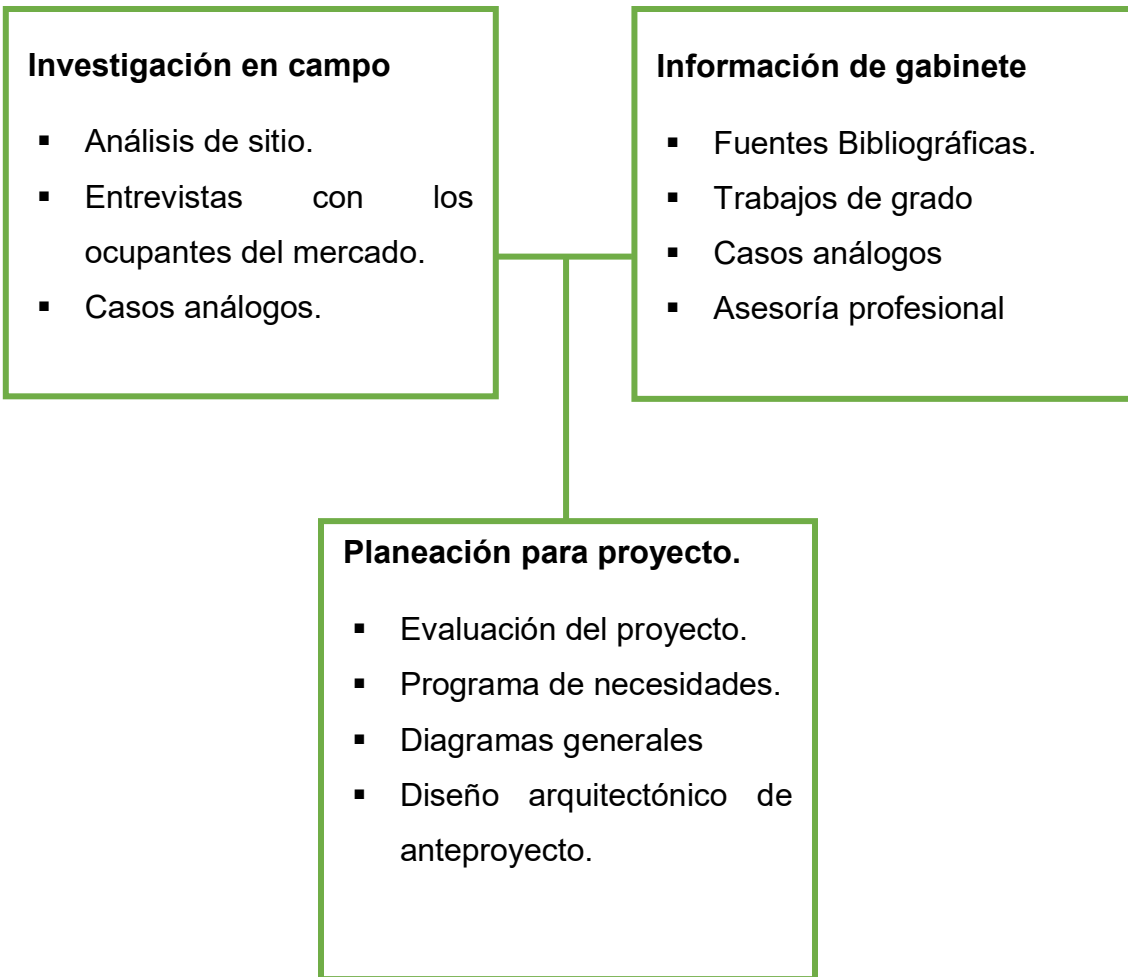 Investigación en campo
▪ Análisis de sitio.
▪ Entrevistas con los
ocupantes del mercado.
▪ Casos análogos.
Información de gabinete
▪ Fuentes Bibliográficas.
▪ Trabajos de grado
▪ Casos análogos
▪ Asesoría profesional
Planeación para proyecto.
▪ Evaluación del proyecto.
▪ Programa de necesidades.
▪ Diagramas generales
▪ Diseño arquitectónico de
anteproyecto.